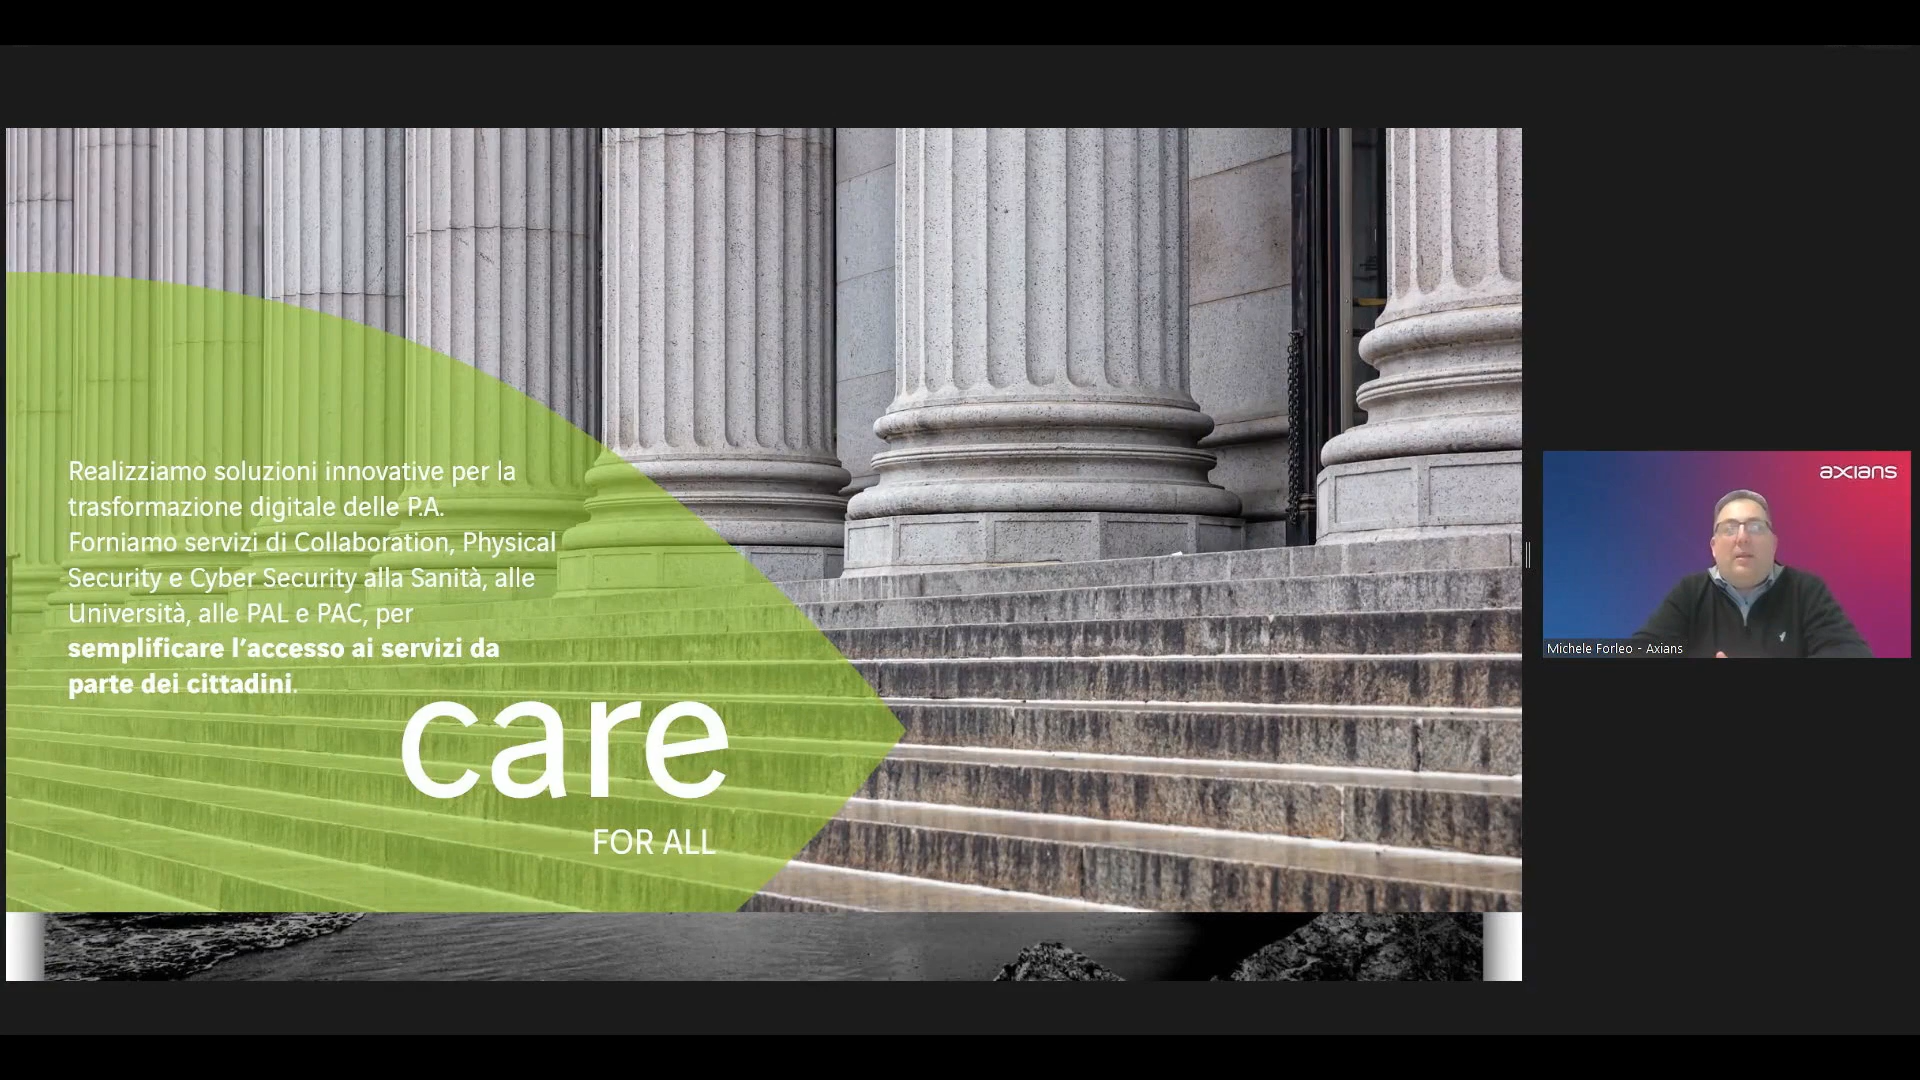 Realizziamo soluzioni innovative per la
trasformazione digitale delle P.A.
Forniamo servizi di Collaboration, Physical
Security e Cyber Security alla Sanità, alle
Università, alle PAL e PAC, per
semplificare l’accesso ai servizi da
parte dei cittadini.
care
FOR ALL
axians
Michele Forleo - Axians